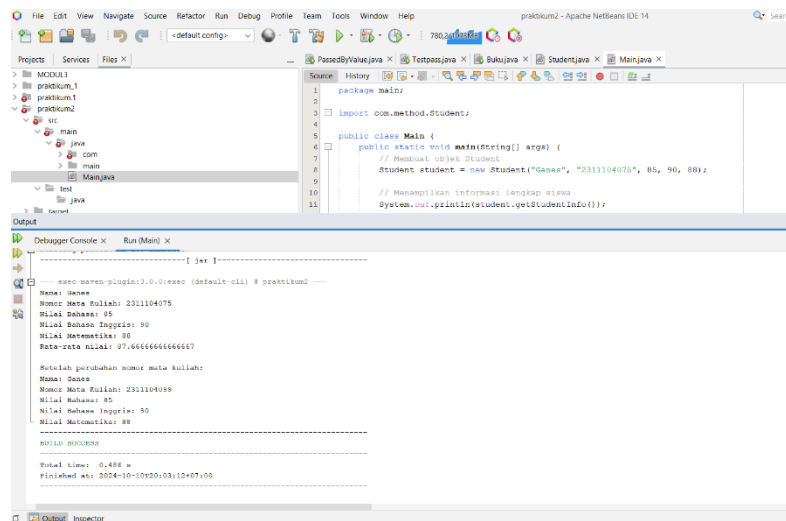 File Edit View Navigate Source Refactor Run Debug Profile Team Tools Window Help praktikum2 - Apache NetBeans IDE 14
<default config>
Projects Services Files
PassedByValue.java Testpass.java Buku.java Student.java Main.java
Source History
MODUL3
praktikum_1
praktikum.1
praktikum2
src
main
java
com
main
Main.java
test
java
target
1 package main;
2
3 import com.method.Student;
4
5 public class Main {
6 public static void main(String[] args) {
7 // Membuat objek Student
8 Student student = new Student("Ganes", "2311104075", 85, 90, 88);
9
10 // Menampilkan informasi lengkap siswa
11 System.out.println(student.getStudentInfo());
Output
Debugger Console Run (Main)
--------------------------------[ jar ]---------------------------------
--- exec-maven-plugin:3.0.0:exec (default-cli) @ praktikum2 ---
Nama: Ganes
Nomor Mata Kuliah: 2311104075
Nilai Bahasa: 85
Nilai Bahasa Inggris: 90
Nilai Matematika: 88
Rata-rata nilai: 87.66666666666667
Setelah perubahan nomor mata kuliah:
Nama: Ganes
Nomor Mata Kuliah: 2311104099
Nilai Bahasa: 85
Nilai Bahasa Inggris: 90
Nilai Matematika: 88
------------------------------------------------------------------------
BUILD SUCCESS
------------------------------------------------------------------------
Total time: 0.486 s
Finished at: 2024-10-10T20:03:12+07:00
------------------------------------------------------------------------
Output Inspector